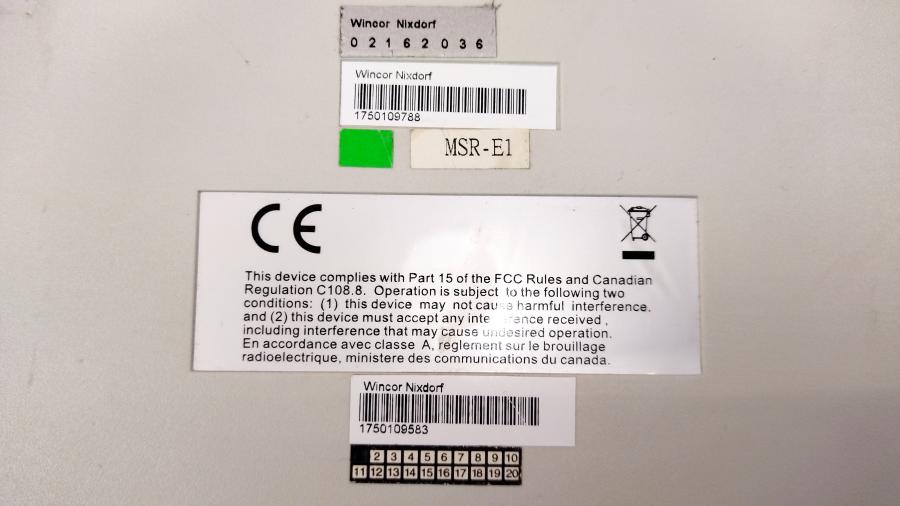 Wincor Nixdorf
0 2 1 6 2 0 3 6
Wincor Nixdorf
1750109788
MSR-E1
CE
This device complies with Part 15 of the FCC Rules and Canadian
Regulation C108.8. Operation is subject to the following two
conditions: (1) this device may not cause harmful interference.
and (2) this device must accept any interference received ,
including interference that may cause undesired operation.
En accordance avec classe A, reglement sur le brouillage
radioelectrique, ministere des communications du canada.
Wincor Nixdorf
1750109583
2 3 4 5 6 7 8 9 10
11 12 13 14 15 16 17 18 19 20